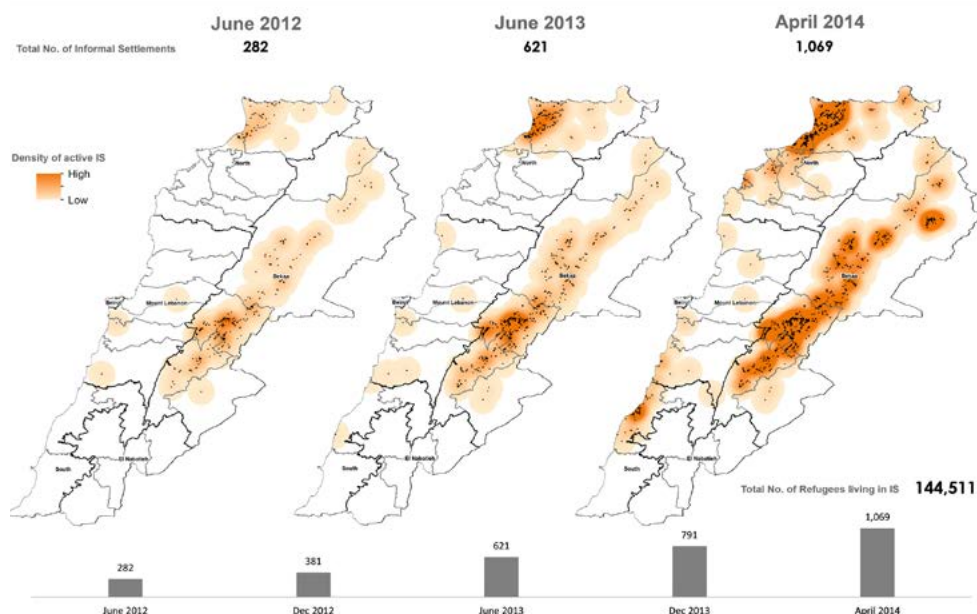 June 2012
June 2013
April 2014
Total No. of Informal Settlements
282
621
1,069
Density of active IS
High
Low
North
Bekaa
Beirut
Mount Lebanon
El Nabatieh
South
North
Bekaa
Beirut
Mount Lebanon
El Nabatieh
South
North
Bekaa
Beirut
Mount Lebanon
El Nabatieh
South
Total No. of Refugees living in IS 144,511
282
381
621
791
1,069
June 2012
Dec 2012
June 2013
Dec 2013
April 2014